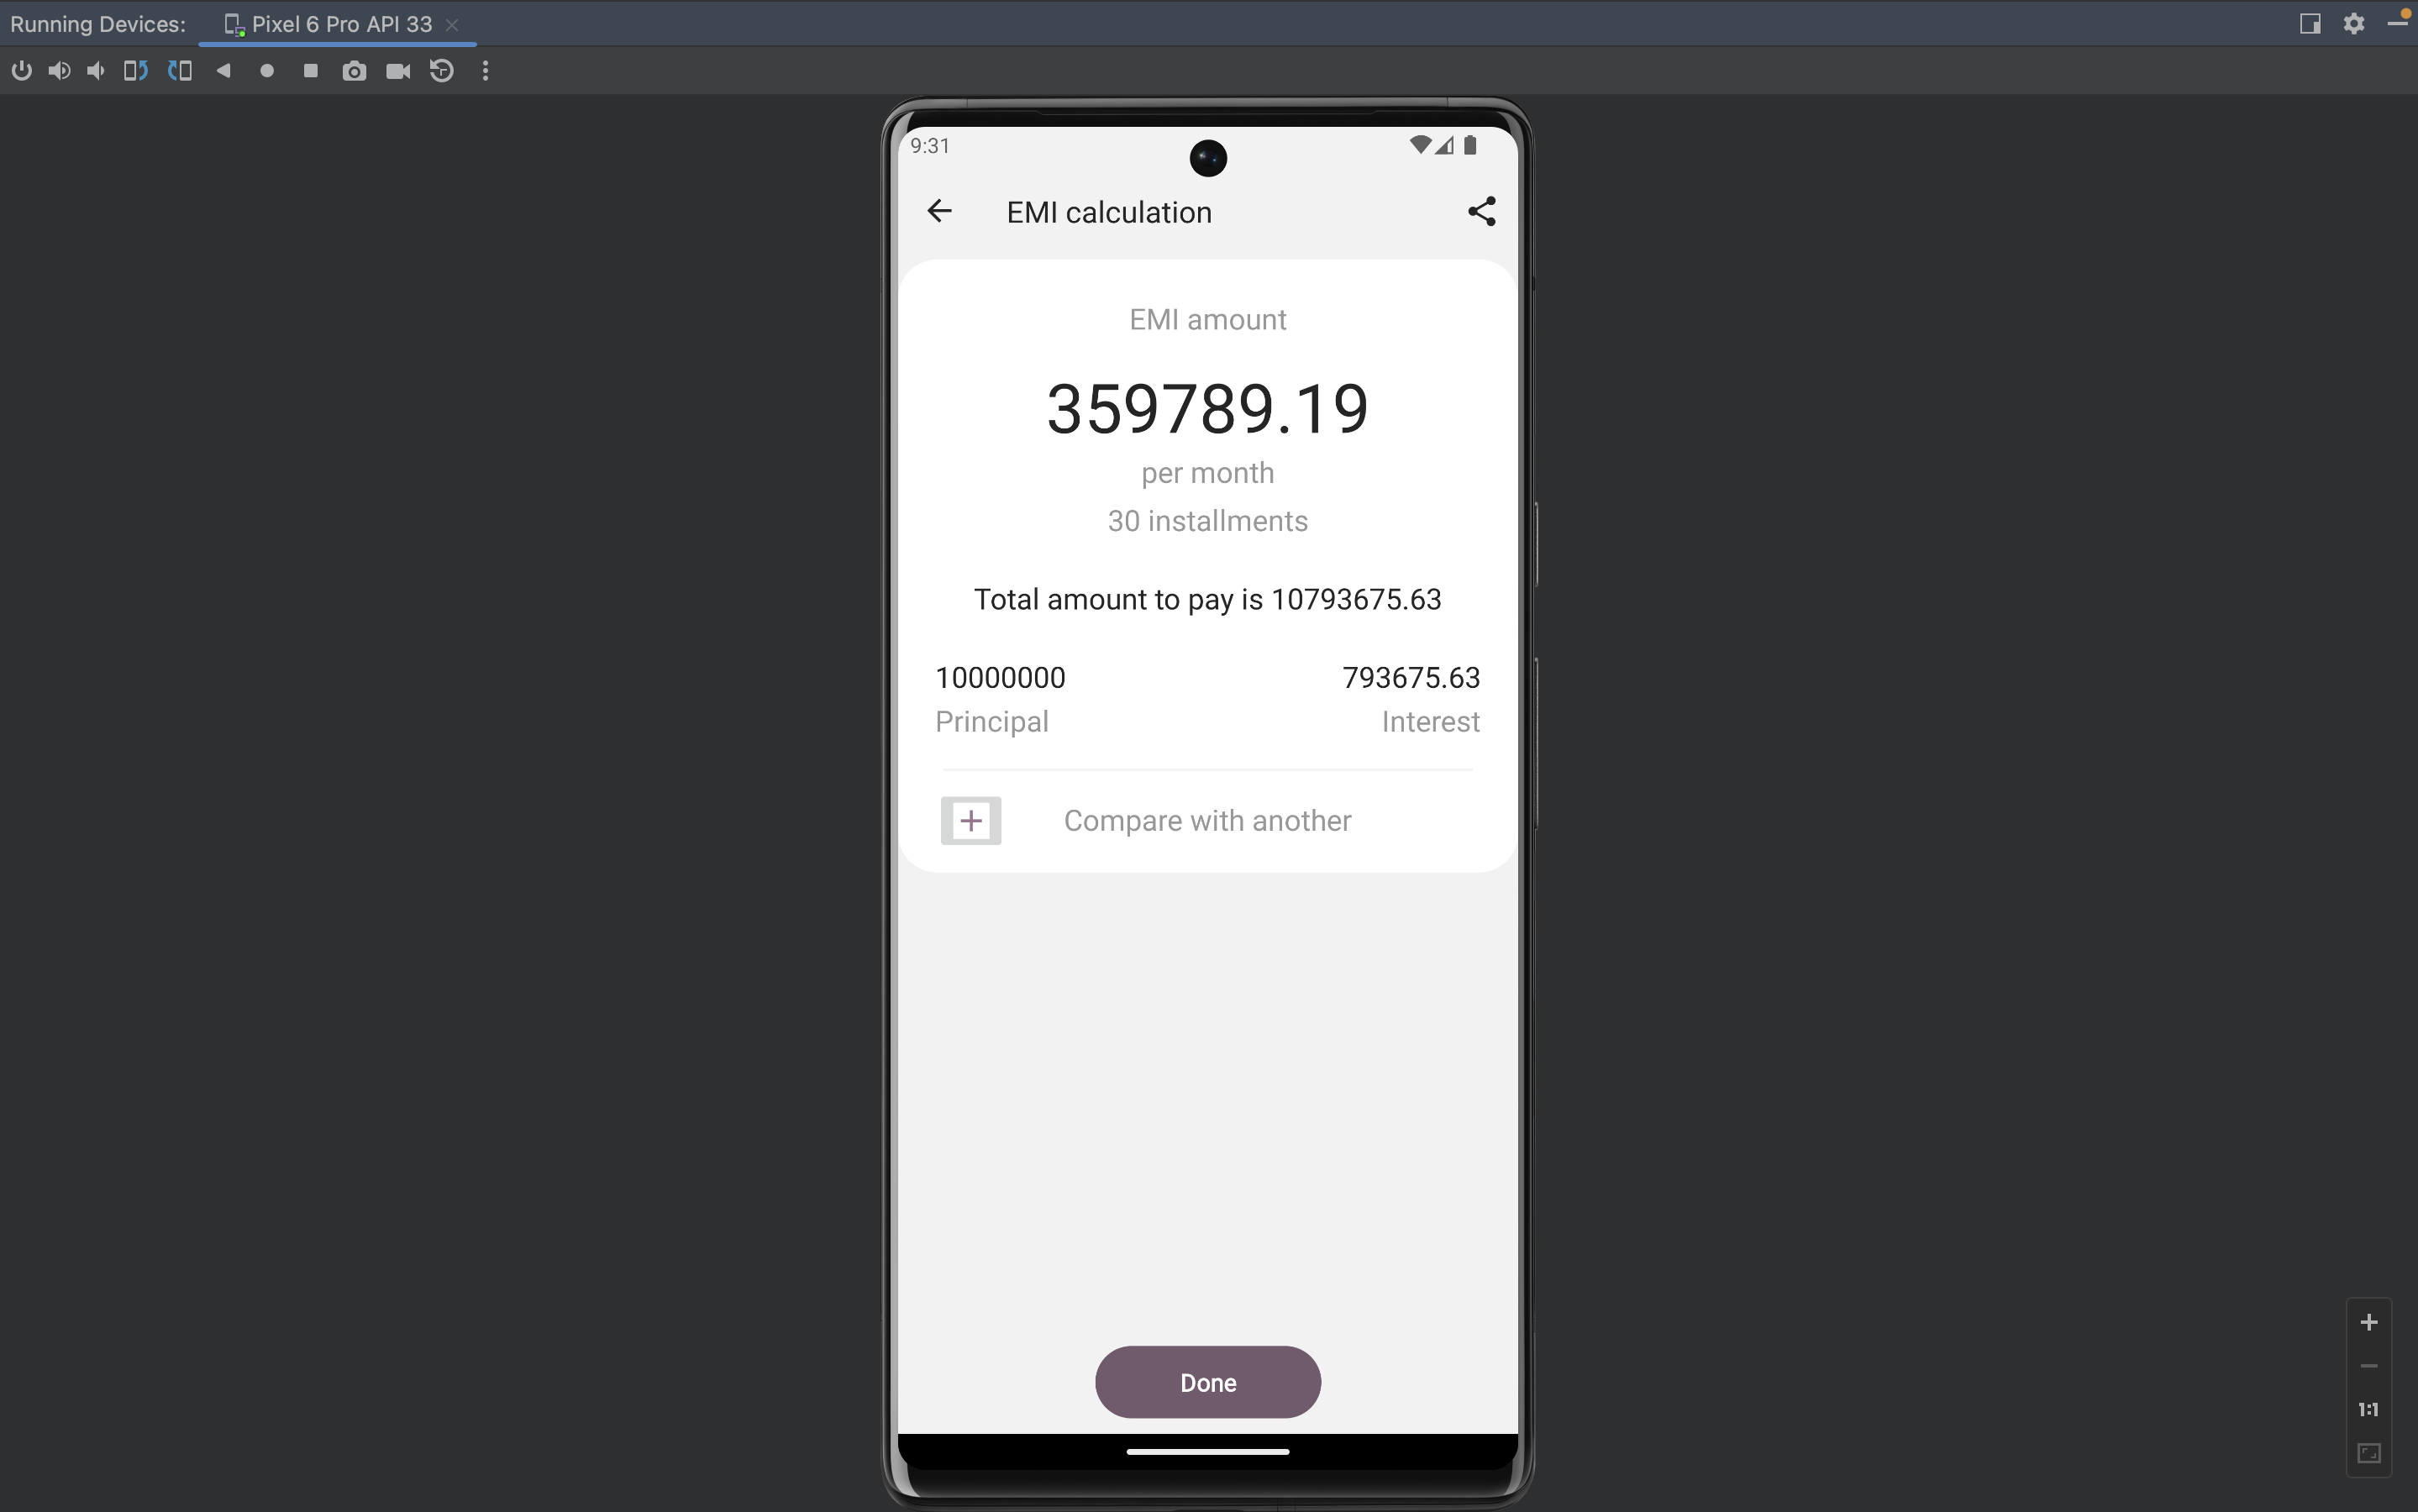 Running Devices: Pixel 6 Pro API 33
9:31
EMI calculation
EMI amount
359789.19
per month
30 installments
Total amount to pay is 10793675.63
10000000 793675.63
Principal Interest
Compare with another
Done
1:1